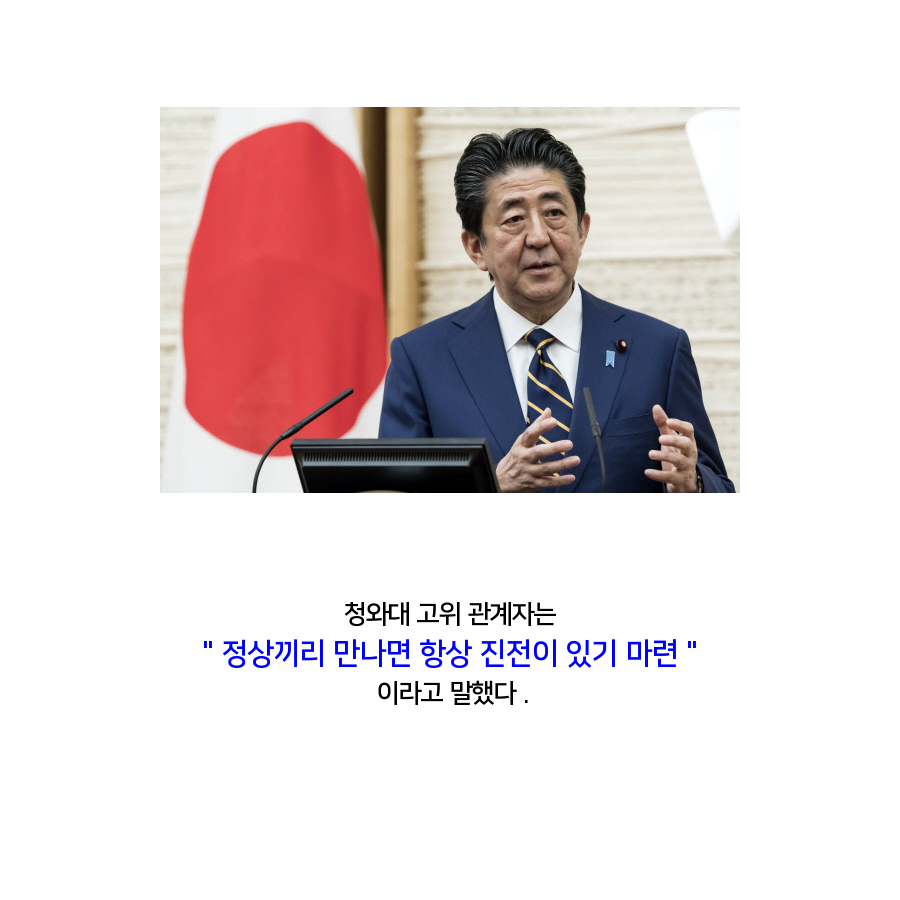 청와대 고위 관계자는
" 정상끼리 만나면 항상 진전이 있기 마련 "
이라고 말했다 .